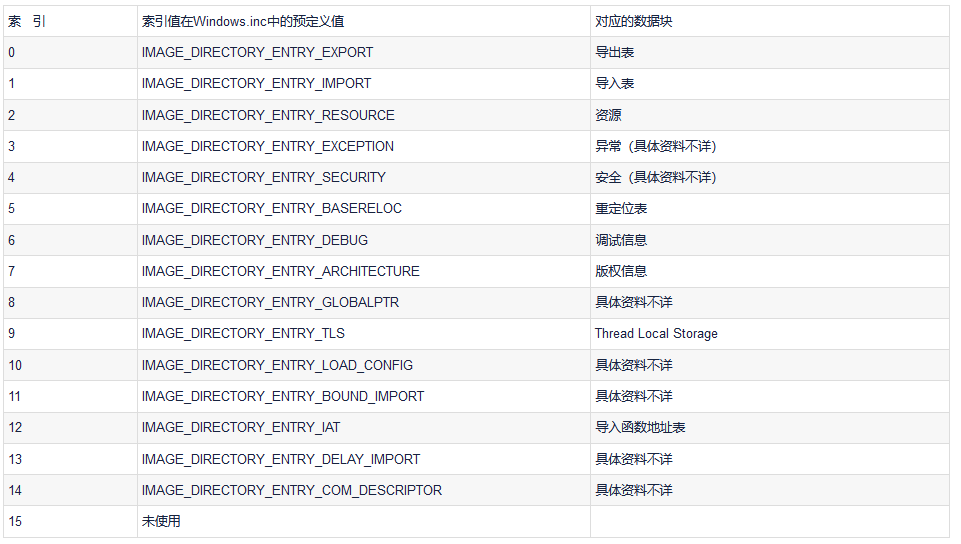 索 引 索引值在Windows.inc中的预定义值 对应的数据块
0 IMAGE_DIRECTORY_ENTRY_EXPORT 导出表
1 IMAGE_DIRECTORY_ENTRY_IMPORT 导入表
2 IMAGE_DIRECTORY_ENTRY_RESOURCE 资源
3 IMAGE_DIRECTORY_ENTRY_EXCEPTION 异常（具体资料不详）
4 IMAGE_DIRECTORY_ENTRY_SECURITY 安全（具体资料不详）
5 IMAGE_DIRECTORY_ENTRY_BASERELOC 重定位表
6 IMAGE_DIRECTORY_ENTRY_DEBUG 调试信息
7 IMAGE_DIRECTORY_ENTRY_ARCHITECTURE 版权信息
8 IMAGE_DIRECTORY_ENTRY_GLOBALPTR 具体资料不详
9 IMAGE_DIRECTORY_ENTRY_TLS Thread Local Storage
10 IMAGE_DIRECTORY_ENTRY_LOAD_CONFIG 具体资料不详
11 IMAGE_DIRECTORY_ENTRY_BOUND_IMPORT 具体资料不详
12 IMAGE_DIRECTORY_ENTRY_IAT 导入函数地址表
13 IMAGE_DIRECTORY_ENTRY_DELAY_IMPORT 具体资料不详
14 IMAGE_DIRECTORY_ENTRY_COM_DESCRIPTOR 具体资料不详
15 未使用